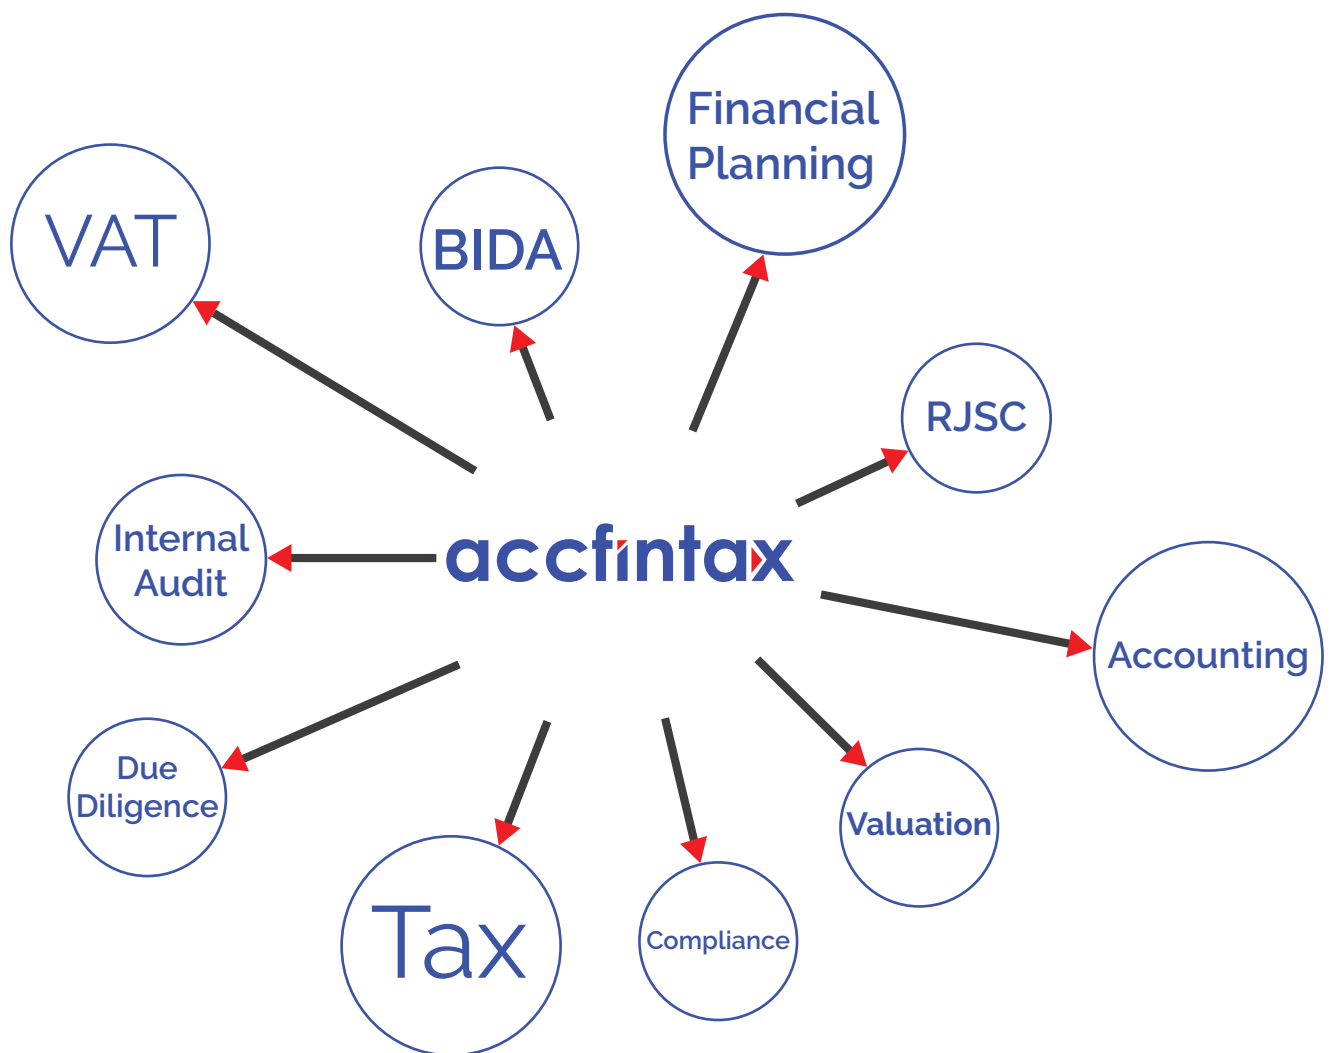 Financial
Planning
VAT
BIDA
RJSC
accfintax
Internal
Audit
Accounting
Due
Diligence
Valuation
Tax
Compliance